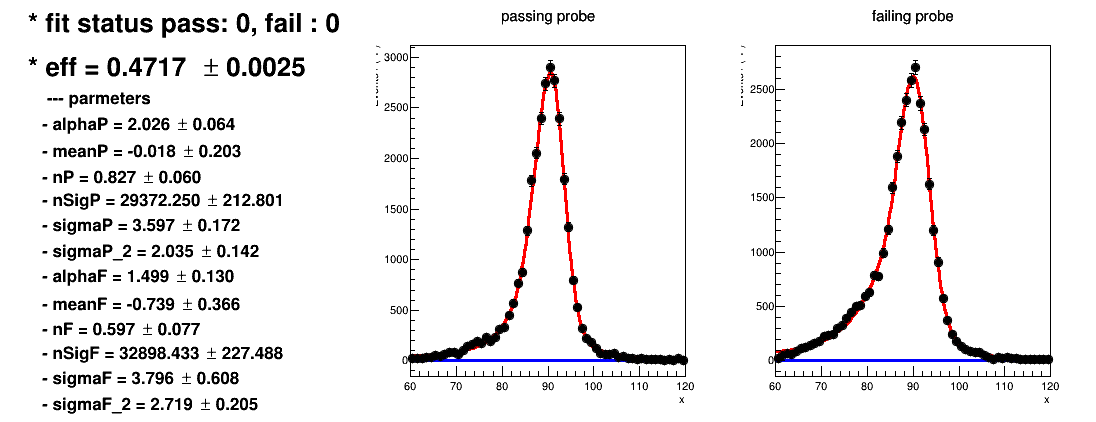 * fit status pass: 0, fail : 0
* eff = 0.4717 ± 0.0025
--- parmeters
- alphaP = 2.026 ± 0.064
- meanP = -0.018 ± 0.203
- nP = 0.827 ± 0.060
- nSigP = 29372.250 ± 212.801
- sigmaP = 3.597 ± 0.172
- sigmaP_2 = 2.035 ± 0.142
- alphaF = 1.499 ± 0.130
- meanF = -0.739 ± 0.366
- nF = 0.597 ± 0.077
- nSigF = 32898.433 ± 227.488
- sigmaF = 3.796 ± 0.608
- sigmaF_2 = 2.719 ± 0.205
passing probe
3000
2500
2000
1500
1000
500
0
60 70 80 90 100 110 120
x
failing probe
2500
2000
1500
1000
500
0
60 70 80 90 100 110 120
x